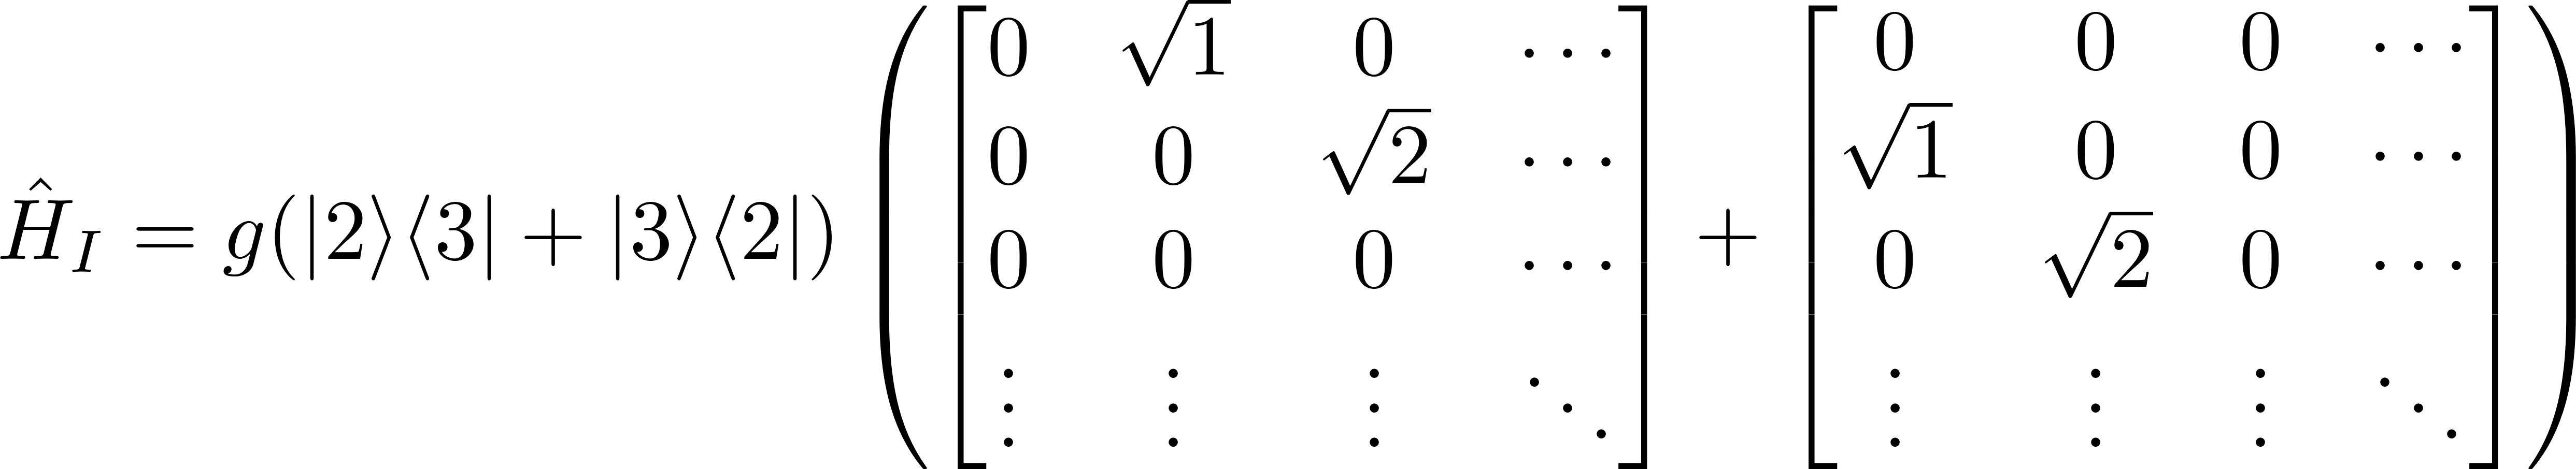 \hat{H}_I = g(|2\rangle\langle 3| + |3\rangle\langle 2|) \left( \begin{bmatrix} 0 & \sqrt{1} & 0 & \cdots \\ 0 & 0 & \sqrt{2} & \cdots \\ 0 & 0 & 0 & \cdots \\ \vdots & \vdots & \vdots & \ddots \end{bmatrix} + \begin{bmatrix} 0 & 0 & 0 & \cdots \\ \sqrt{1} & 0 & 0 & \cdots \\ 0 & \sqrt{2} & 0 & \cdots \\ \vdots & \vdots & \vdots & \ddots \end{bmatrix} \right)